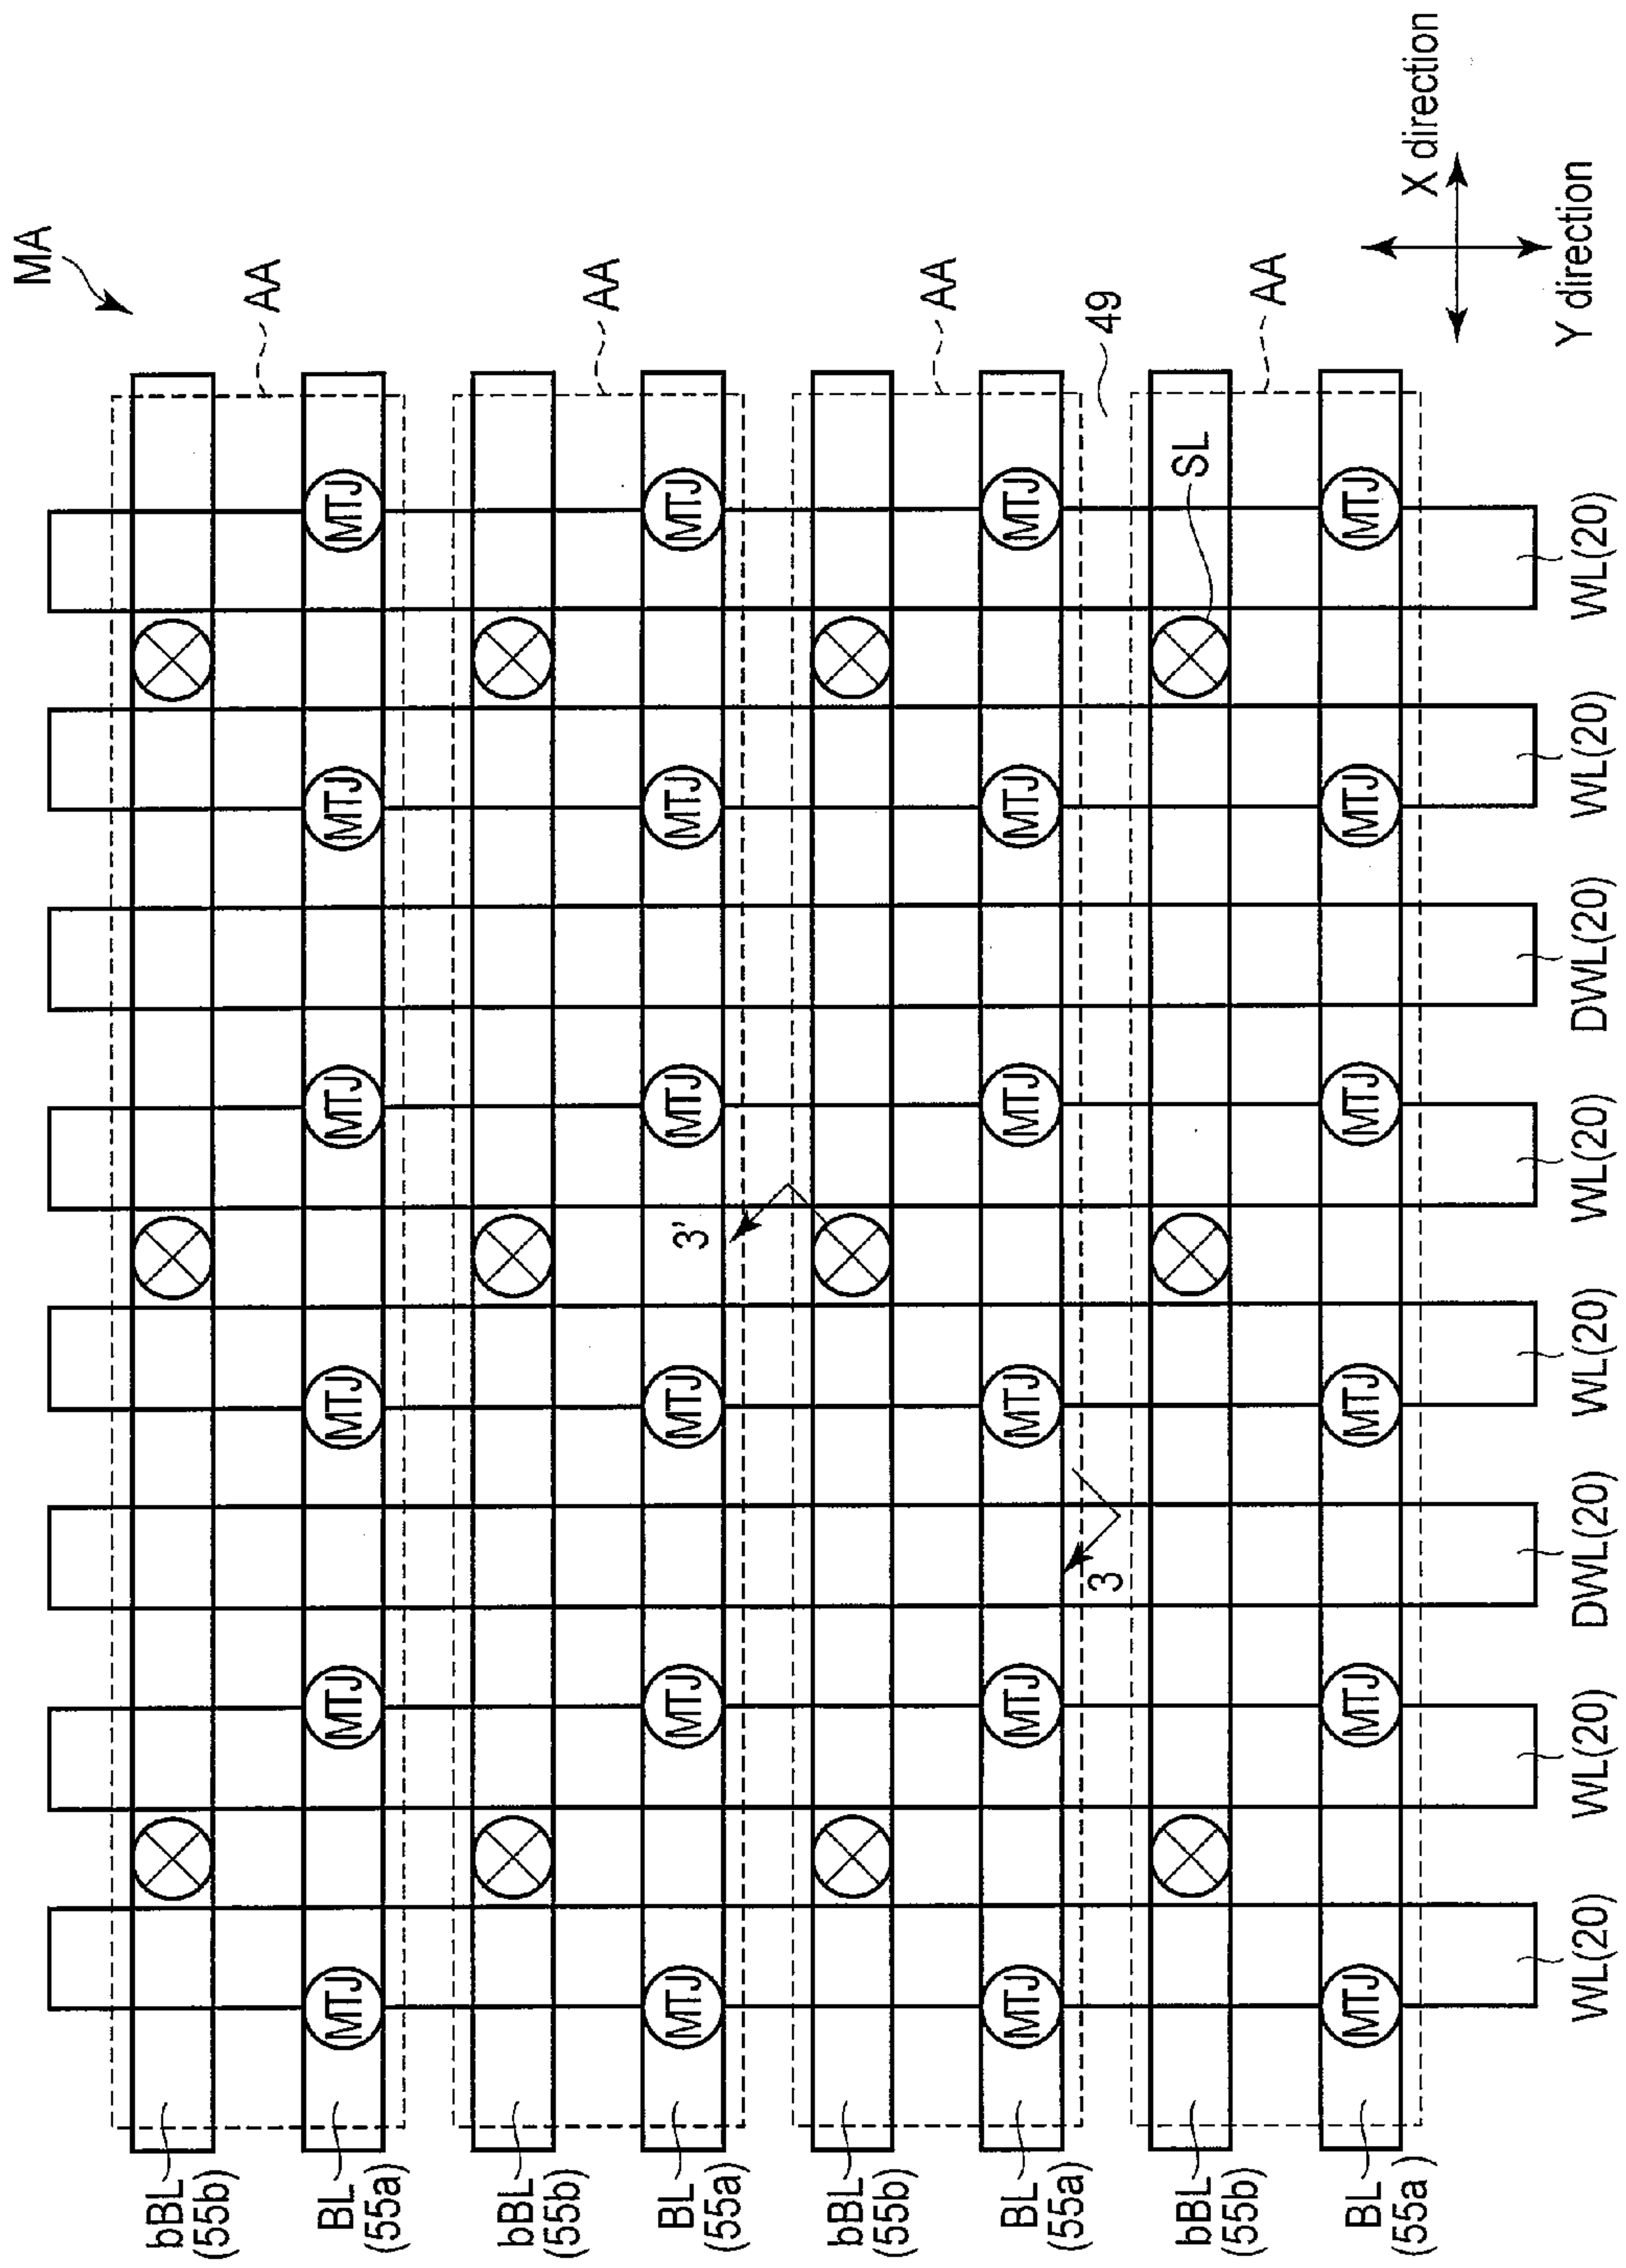 MA
bBL
(55b)
AA
BL
(55a)
MTJ
MTJ
MTJ
MTJ
MTJ
MTJ
bBL
(55b)
AA
BL
(55a)
MTJ
MTJ
MTJ
MTJ
MTJ
MTJ
3'
bBL
(55b)
AA
BL
(55a)
MTJ
MTJ
MTJ
MTJ
MTJ
MTJ
3
49
bBL
(55b)
SL
AA
BL
(55a)
MTJ
MTJ
MTJ
MTJ
MTJ
MTJ
X direction
Y direction
WL(20)
WL(20)
DWL(20)
WL(20)
WL(20)
DWL(20)
WL(20)
WL(20)